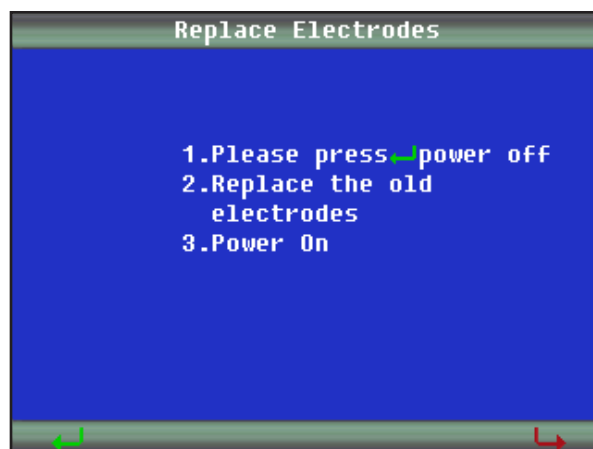 Replace Electrodes
1.Please press↵power off
2.Replace the old
electrodes
3.Power On